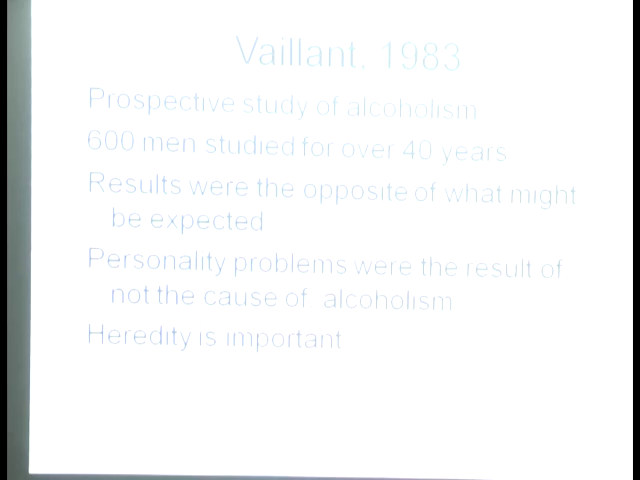 Vaillant. 1983
Prospective study of alcoholism
600 men studied for over 40 years
Results were the opposite of what might
be expected
Personality problems were the result of
not the cause of alcoholism
Heredity is important